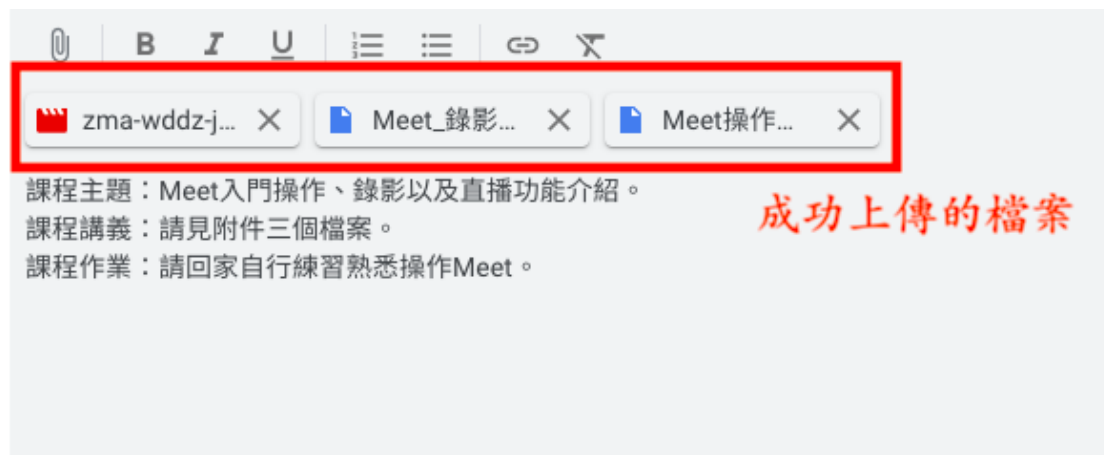 B I U
zma-wddz-j... Meet_錄影... Meet操作...
課程主題：Meet入門操作、錄影以及直播功能介紹。
成功上傳的檔案
課程講義：請見附件三個檔案。
課程作業：請回家自行練習熟悉操作Meet。